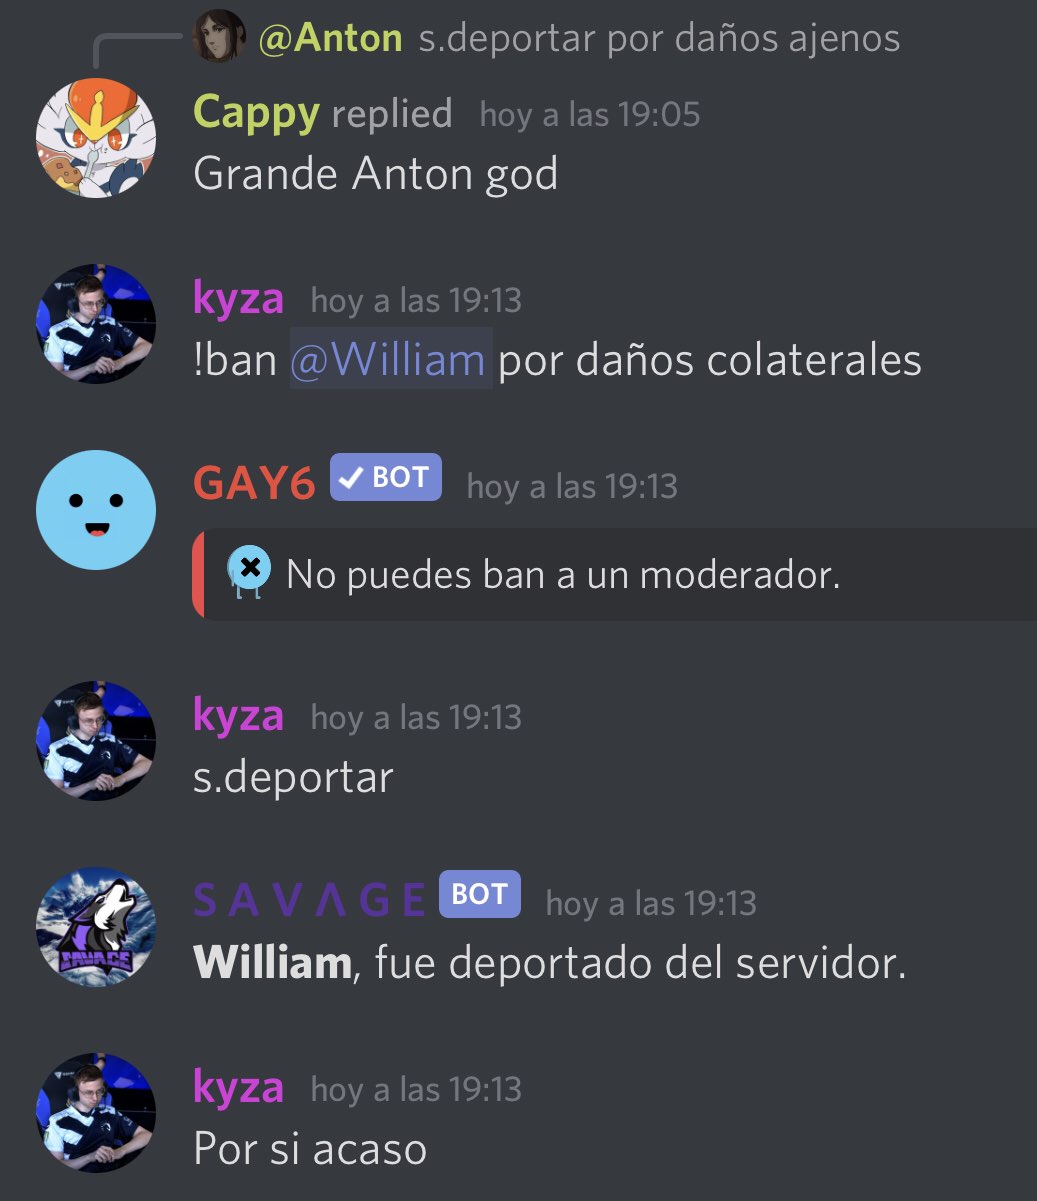 @Anton s.deportar por daños ajenos
Cappy replied hoy a las 19:05
Grande Anton god
kyza hoy a las 19:13
!ban @William por daños colaterales
GAY6 BOT hoy a las 19:13
No puedes ban a un moderador.
kyza hoy a las 19:13
s.deportar
S A V Λ G E BOT hoy a las 19:13
SAVAGE
William, fue deportado del servidor.
kyza hoy a las 19:13
Por si acaso